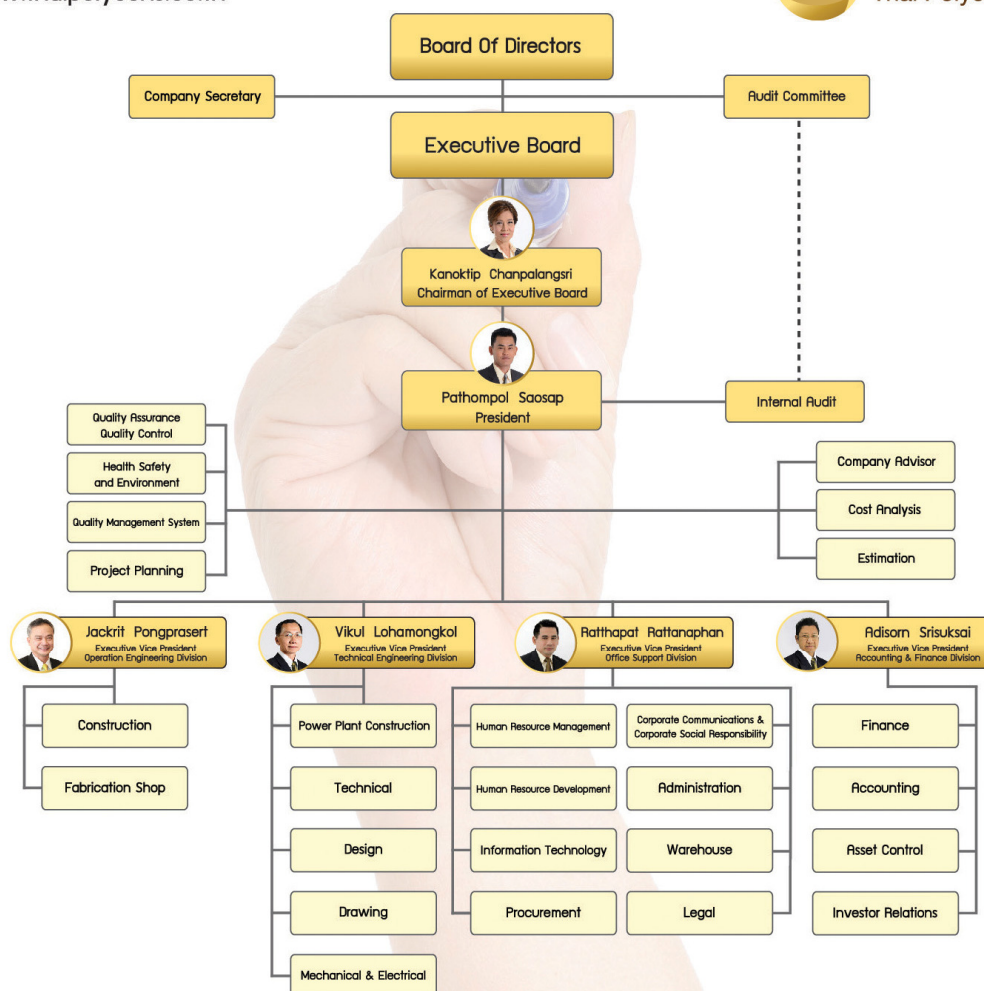 Board Of Directors
Company Secretary
Audit Committee
Executive Board
Kanoktip Chanpalangsri
Chairman of Executive Board
Pathompol Saosap
President
Internal Audit
Quality Assurance
Quality Control
Health Safety
and Environment
Quality Management System
Project Planning
Company Advisor
Cost Analysis
Estimation
Jackrit Pongprasert
Executive Vice President
Operation Engineering Division
Construction
Fabrication Shop
Vikul Lohamongkol
Executive Vice President
Technical Engineering Division
Power Plant Construction
Technical
Design
Drawing
Mechanical & Electrical
Ratthapat Rattanaphan
Executive Vice President
Office Support Division
Human Resource Management
Human Resource Development
Information Technology
Procurement
Corporate Communications &
Corporate Social Responsibility
Administration
Warehouse
Legal
Adisorn Srisuksai
Executive Vice President
Accounting & Finance Division
Finance
Accounting
Asset Control
Investor Relations